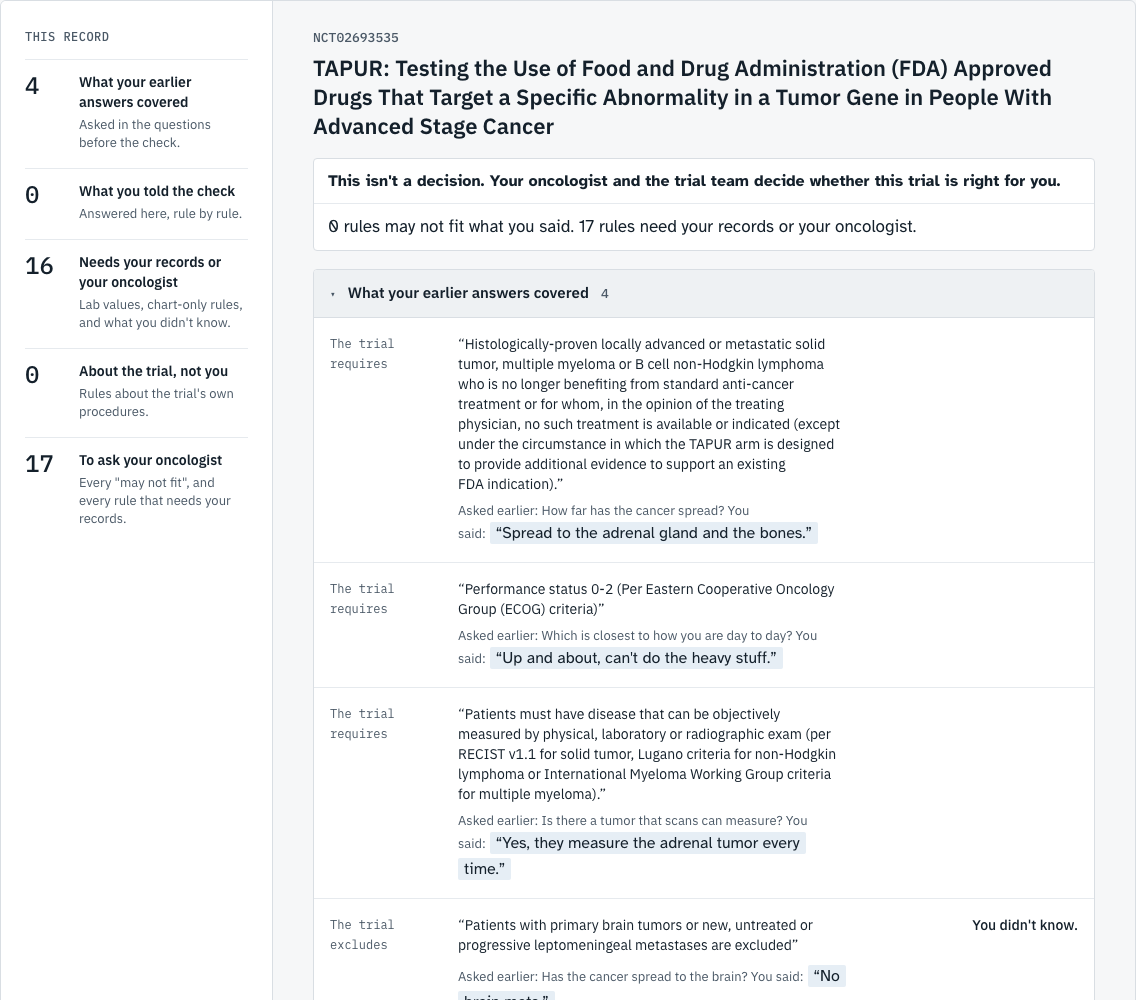 THIS RECORD
4
What your earlier
answers covered
Asked in the questions
before the check.
0
What you told the check
Answered here, rule by rule.
16
Needs your records or
your oncologist
Lab values, chart-only rules,
and what you didn't know.
0
About the trial, not you
Rules about the trial's own
procedures.
17
To ask your oncologist
Every "may not fit", and
every rule that needs your
records.
NCT02693535
TAPUR: Testing the Use of Food and Drug Administration (FDA) Approved
Drugs That Target a Specific Abnormality in a Tumor Gene in People With
Advanced Stage Cancer
This isn't a decision. Your oncologist and the trial team decide whether this trial is right for you.
0 rules may not fit what you said. 17 rules need your records or your oncologist.
What your earlier answers covered 4
The trial
requires
“Histologically-proven locally advanced or metastatic solid
tumor, multiple myeloma or B cell non-Hodgkin lymphoma
who is no longer benefiting from standard anti-cancer
treatment or for whom, in the opinion of the treating
physician, no such treatment is available or indicated (except
under the circumstance in which the TAPUR arm is designed
to provide additional evidence to support an existing
FDA indication).”
Asked earlier: How far has the cancer spread? You
said: “Spread to the adrenal gland and the bones.”
The trial
requires
“Performance status 0-2 (Per Eastern Cooperative Oncology
Group (ECOG) criteria)”
Asked earlier: Which is closest to how you are day to day? You
said: “Up and about, can't do the heavy stuff.”
The trial
requires
“Patients must have disease that can be objectively
measured by physical, laboratory or radiographic exam (per
RECIST v1.1 for solid tumor, Lugano criteria for non-Hodgkin
lymphoma or International Myeloma Working Group criteria
for multiple myeloma).”
Asked earlier: Is there a tumor that scans can measure? You
said: “Yes, they measure the adrenal tumor every
time.”
The trial
excludes
“Patients with primary brain tumors or new, untreated or
progressive leptomeningeal metastases are excluded”
You didn't know.
Asked earlier: Has the cancer spread to the brain? You said: “No
brain mets.”